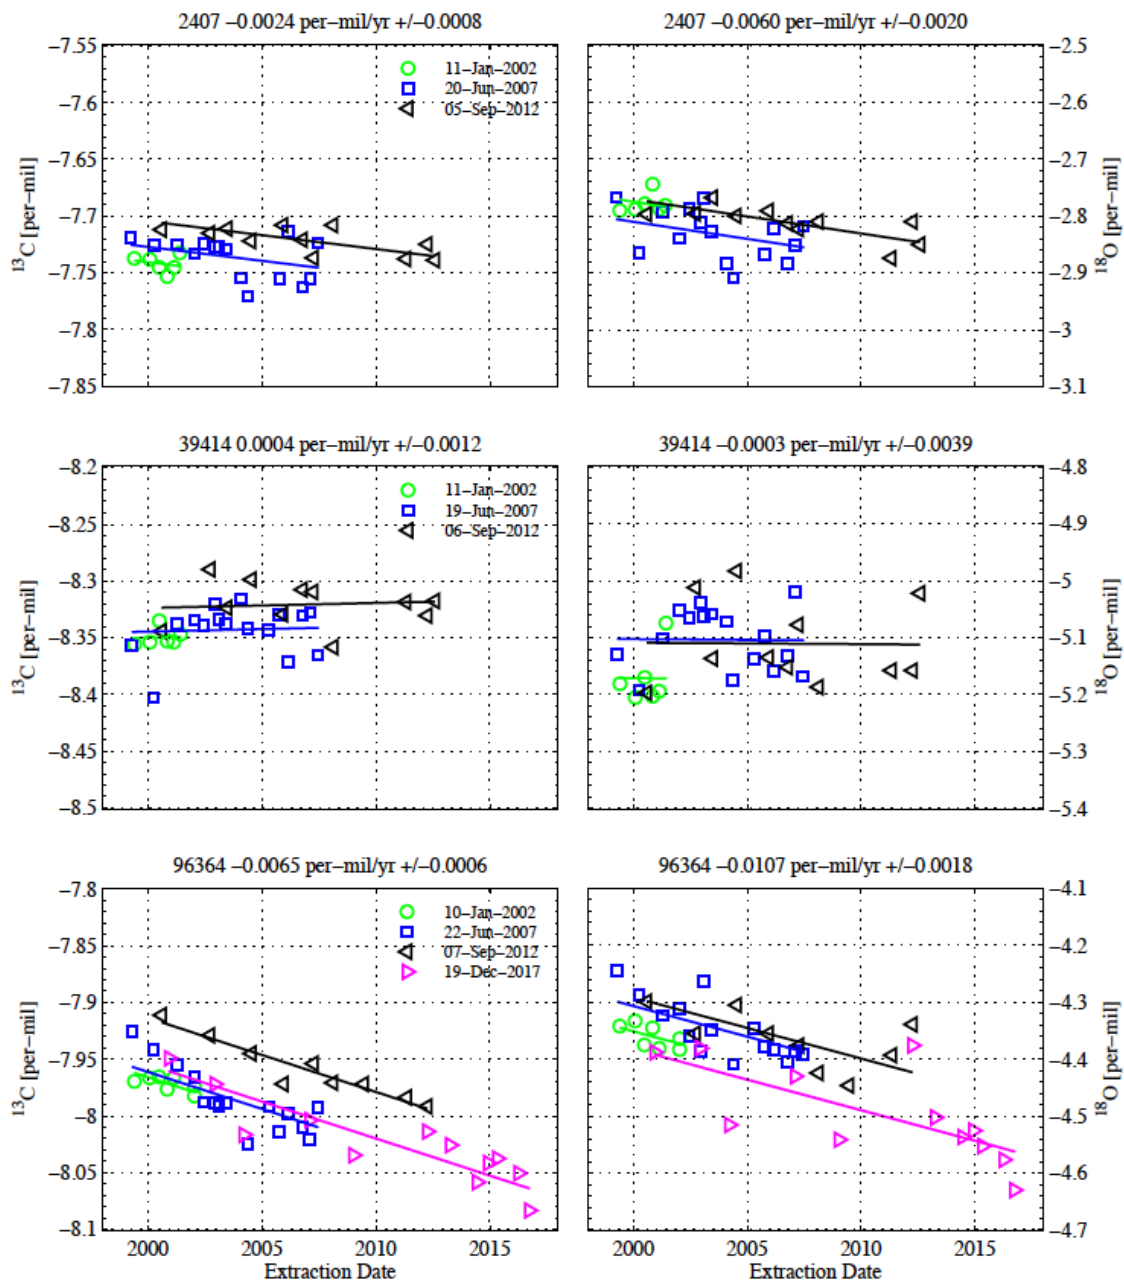 2407 −0.0024 per−mil/yr +/−0.0008
−7.55
−7.6
−7.65
−7.7
−7.75
−7.8
−7.85
13C [per−mil]
11−Jan−2002
20−Jun−2007
05−Sep−2012
2407 −0.0060 per−mil/yr +/−0.0020
−2.5
−2.6
−2.7
−2.8
−2.9
−3
−3.1
18O [per−mil]
39414 0.0004 per−mil/yr +/−0.0012
−8.2
−8.25
−8.3
−8.35
−8.4
−8.45
−8.5
13C [per−mil]
11−Jan−2002
19−Jun−2007
06−Sep−2012
39414 −0.0003 per−mil/yr +/−0.0039
−4.8
−4.9
−5
−5.1
−5.2
−5.3
−5.4
18O [per−mil]
96364 −0.0065 per−mil/yr +/−0.0006
−7.8
−7.85
−7.9
−7.95
−8
−8.05
−8.1
13C [per−mil]
10−Jan−2002
22−Jun−2007
07−Sep−2012
19−Dec−2017
2000 2005 2010 2015
Extraction Date
96364 −0.0107 per−mil/yr +/−0.0018
−4.1
−4.2
−4.3
−4.4
−4.5
−4.6
−4.7
18O [per−mil]
2000 2005 2010 2015
Extraction Date